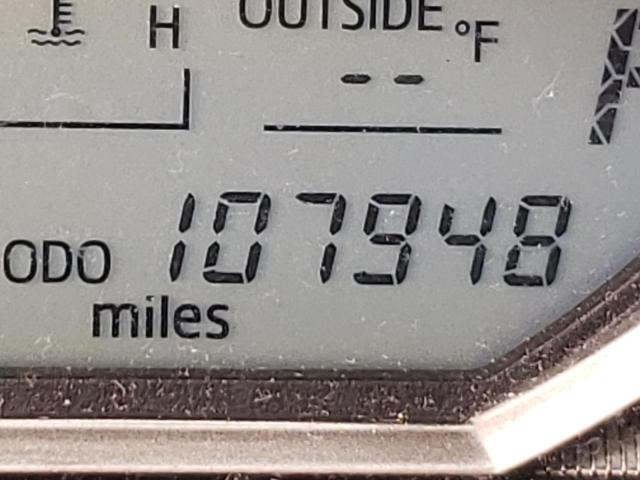 H OUTSIDE °F
--
ODO 107948
miles